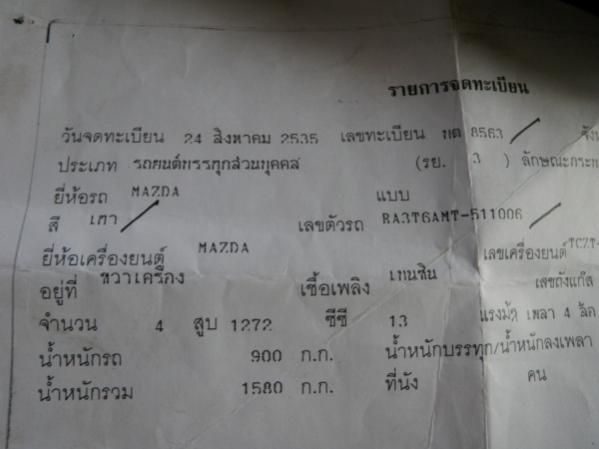 รายการจดทะเบียน
วันจดทะเบียน 24 สิงหาคม 2535 เลขทะเบียน 8563
ประเภท รถยนต์บรรทุกส่วนบุคคล (รย. 3 ) ลักษณะ
ยี่ห้อรถ MAZDA แบบ
สี เทา เลขตัวรถ RA3T6AMT-511006
ยี่ห้อเครื่องยนต์ MAZDA เลขเครื่องยนต์
อยู่ที่ ขวาเครื่อง เชื้อเพลิง เบนซิน เลขถังแก๊ส
จำนวน 4 สูบ 1272 ซีซี 13 แรงม้า เพลา 4 ล้อ
น้ำหนักรถ 900 ก.ก. น้ำหนักบรรทุก/น้ำหนักลงเพลา
น้ำหนักรวม 1580 ก.ก. ที่นั่ง คน